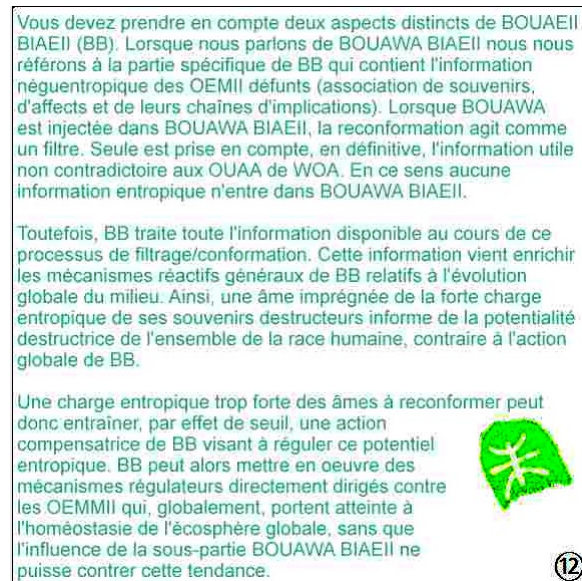 Vous devez prendre en compte deux aspects distincts de BOUAEII
BIAEII (BB). Lorsque nous parlons de BOUAWA BIAEII nous nous
référons à la partie spécifique de BB qui contient l'information
néguentropique des OEMII défunts (association de souvenirs,
d'affects et de leurs chaînes d'implications). Lorsque BOUAWA
est injectée dans BOUAWA BIAEII, la reconformation agit comme
un filtre. Seule est prise en compte, en définitive, l'information utile
non contradictoire aux OUAA de WOA. En ce sens aucune
information entropique n'entre dans BOUAWA BIAEII.
Toutefois, BB traite toute l'information disponible au cours de ce
processus de filtrage/conformation. Cette information vient enrichir
les mécanismes réactifs généraux de BB relatifs à l'évolution
globale du milieu. Ainsi, une âme imprégnée de la forte charge
entropique de ses souvenirs destructeurs informe de la potentialité
destructrice de l'ensemble de la race humaine, contraire à l'action
globale de BB.
Une charge entropique trop forte des âmes à reconformer peut
donc entraîner, par effet de seuil, une action
compensatrice de BB visant à réguler ce potentiel
entropique. BB peut alors mettre en oeuvre des
mécanismes régulateurs directement dirigés contre
les OEMMII qui, globalement, portent atteinte à
l'homéostasie de l'écosphère globale, sans que
l'influence de la sous-partie BOUAWA BIAEII ne
puisse contrer cette tendance.
⑫